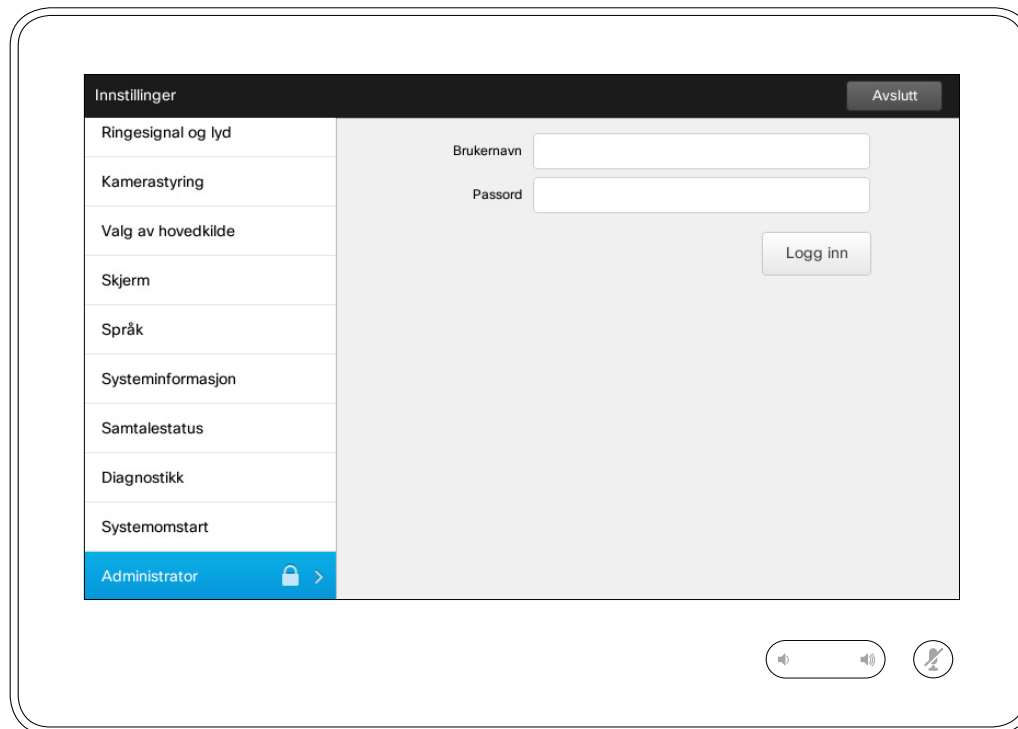 Innstillinger
Avslutt
Ringesignal og lyd
Kamerastyring
Valg av hovedkilde
Skjerm
Språk
Systeminformasjon
Samtalestatus
Diagnostikk
Systemomstart
Administrator
Brukernavn
Passord
Logg inn